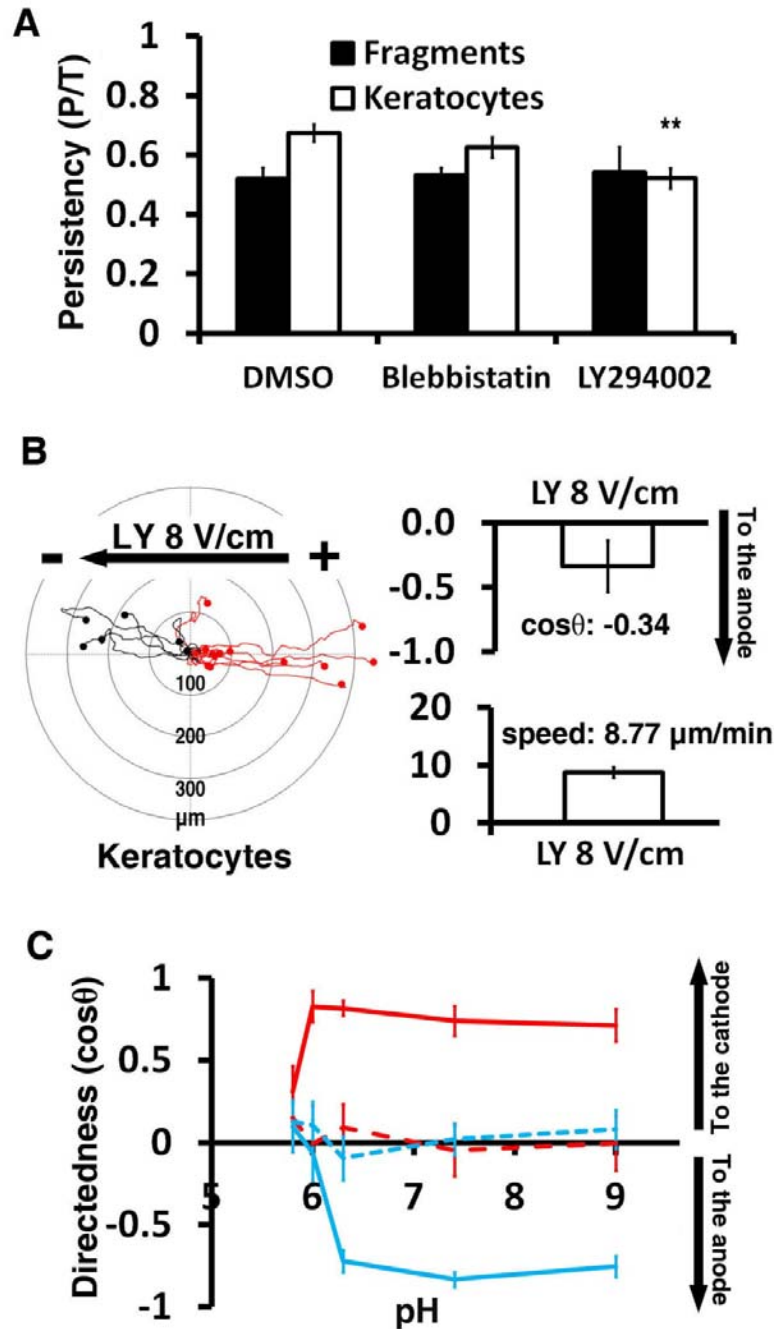 A
Persistency (P/T)
1
0.8
0.6
0.4
0.2
0
Fragments
Keratocytes
**
DMSO Blebbistatin LY294002
B
LY 8 V/cm
- +
100
200
300
µm
Keratocytes
LY 8 V/cm
0.0
-0.5
-1.0
cosθ: -0.34
To the anode
20
10
0
speed: 8.77 µm/min
LY 8 V/cm
C
Directedness (cosθ)
1
0.5
0
-0.5
-1
5 6 7 8 9
pH
To the cathode
To the anode